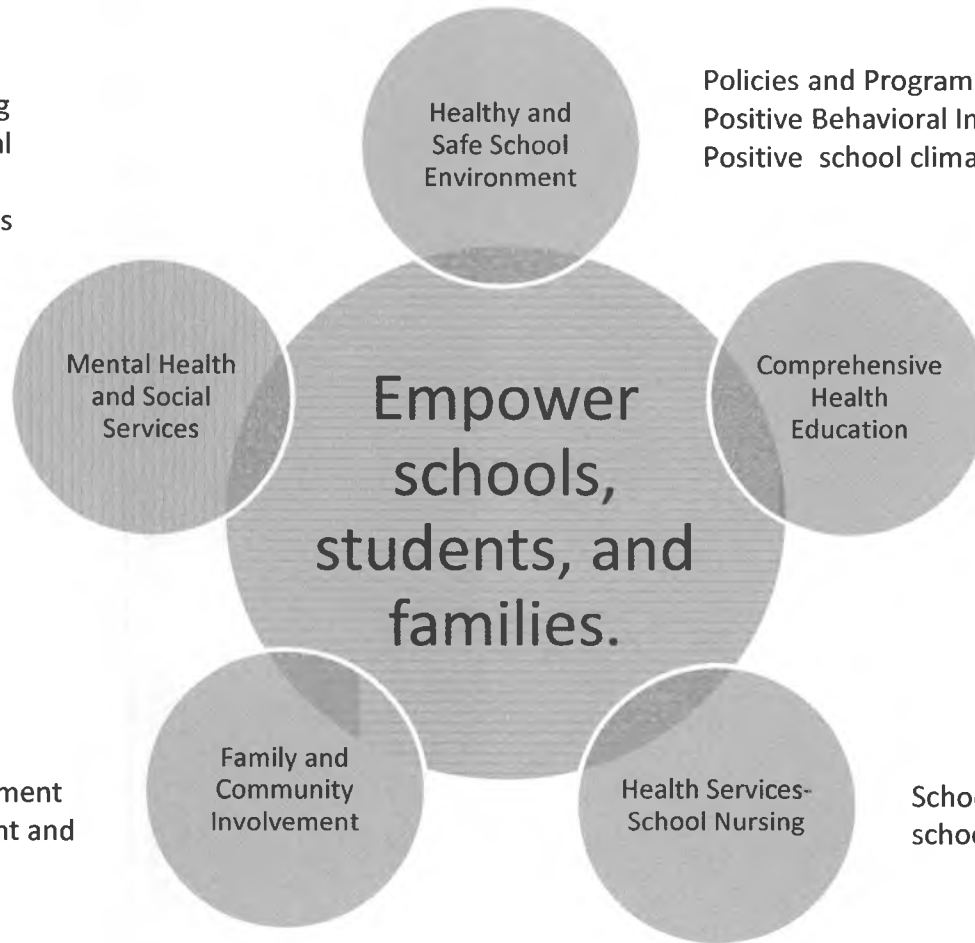 g
al
s
Healthy and
Safe School
Environment
Policies and Program
Positive Behavioral In
Positive school clima
Mental Health
and Social
Services
Empower
schools,
students, and
families.
Comprehensive
Health
Education
Family and
Community
Involvement
Health Services-
School Nursing
ment
nt and
Schoo
schoo